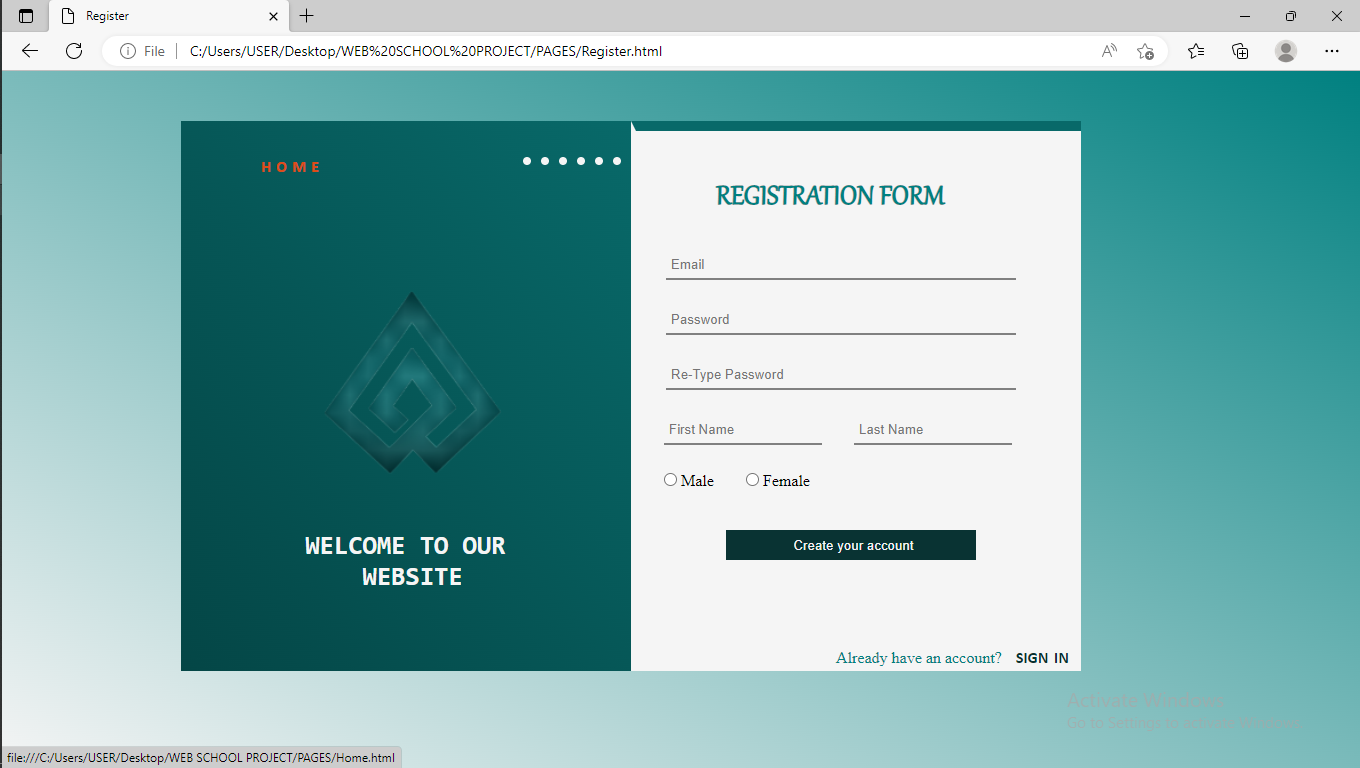 Register
File
C:/Users/USER/Desktop/WEB%20SCHOOL%20PROJECT/PAGES/Register.html
HOME
REGISTRATION FORM
Email
Password
Re-Type Password
First Name Last Name
Male Female
Create your account
WELCOME TO OUR
WEBSITE
Already have an account? SIGN IN
Activate Windows
Go to Settings to activate Windows.
file:///C:/Users/USER/Desktop/WEB SCHOOL PROJECT/PAGES/Home.html